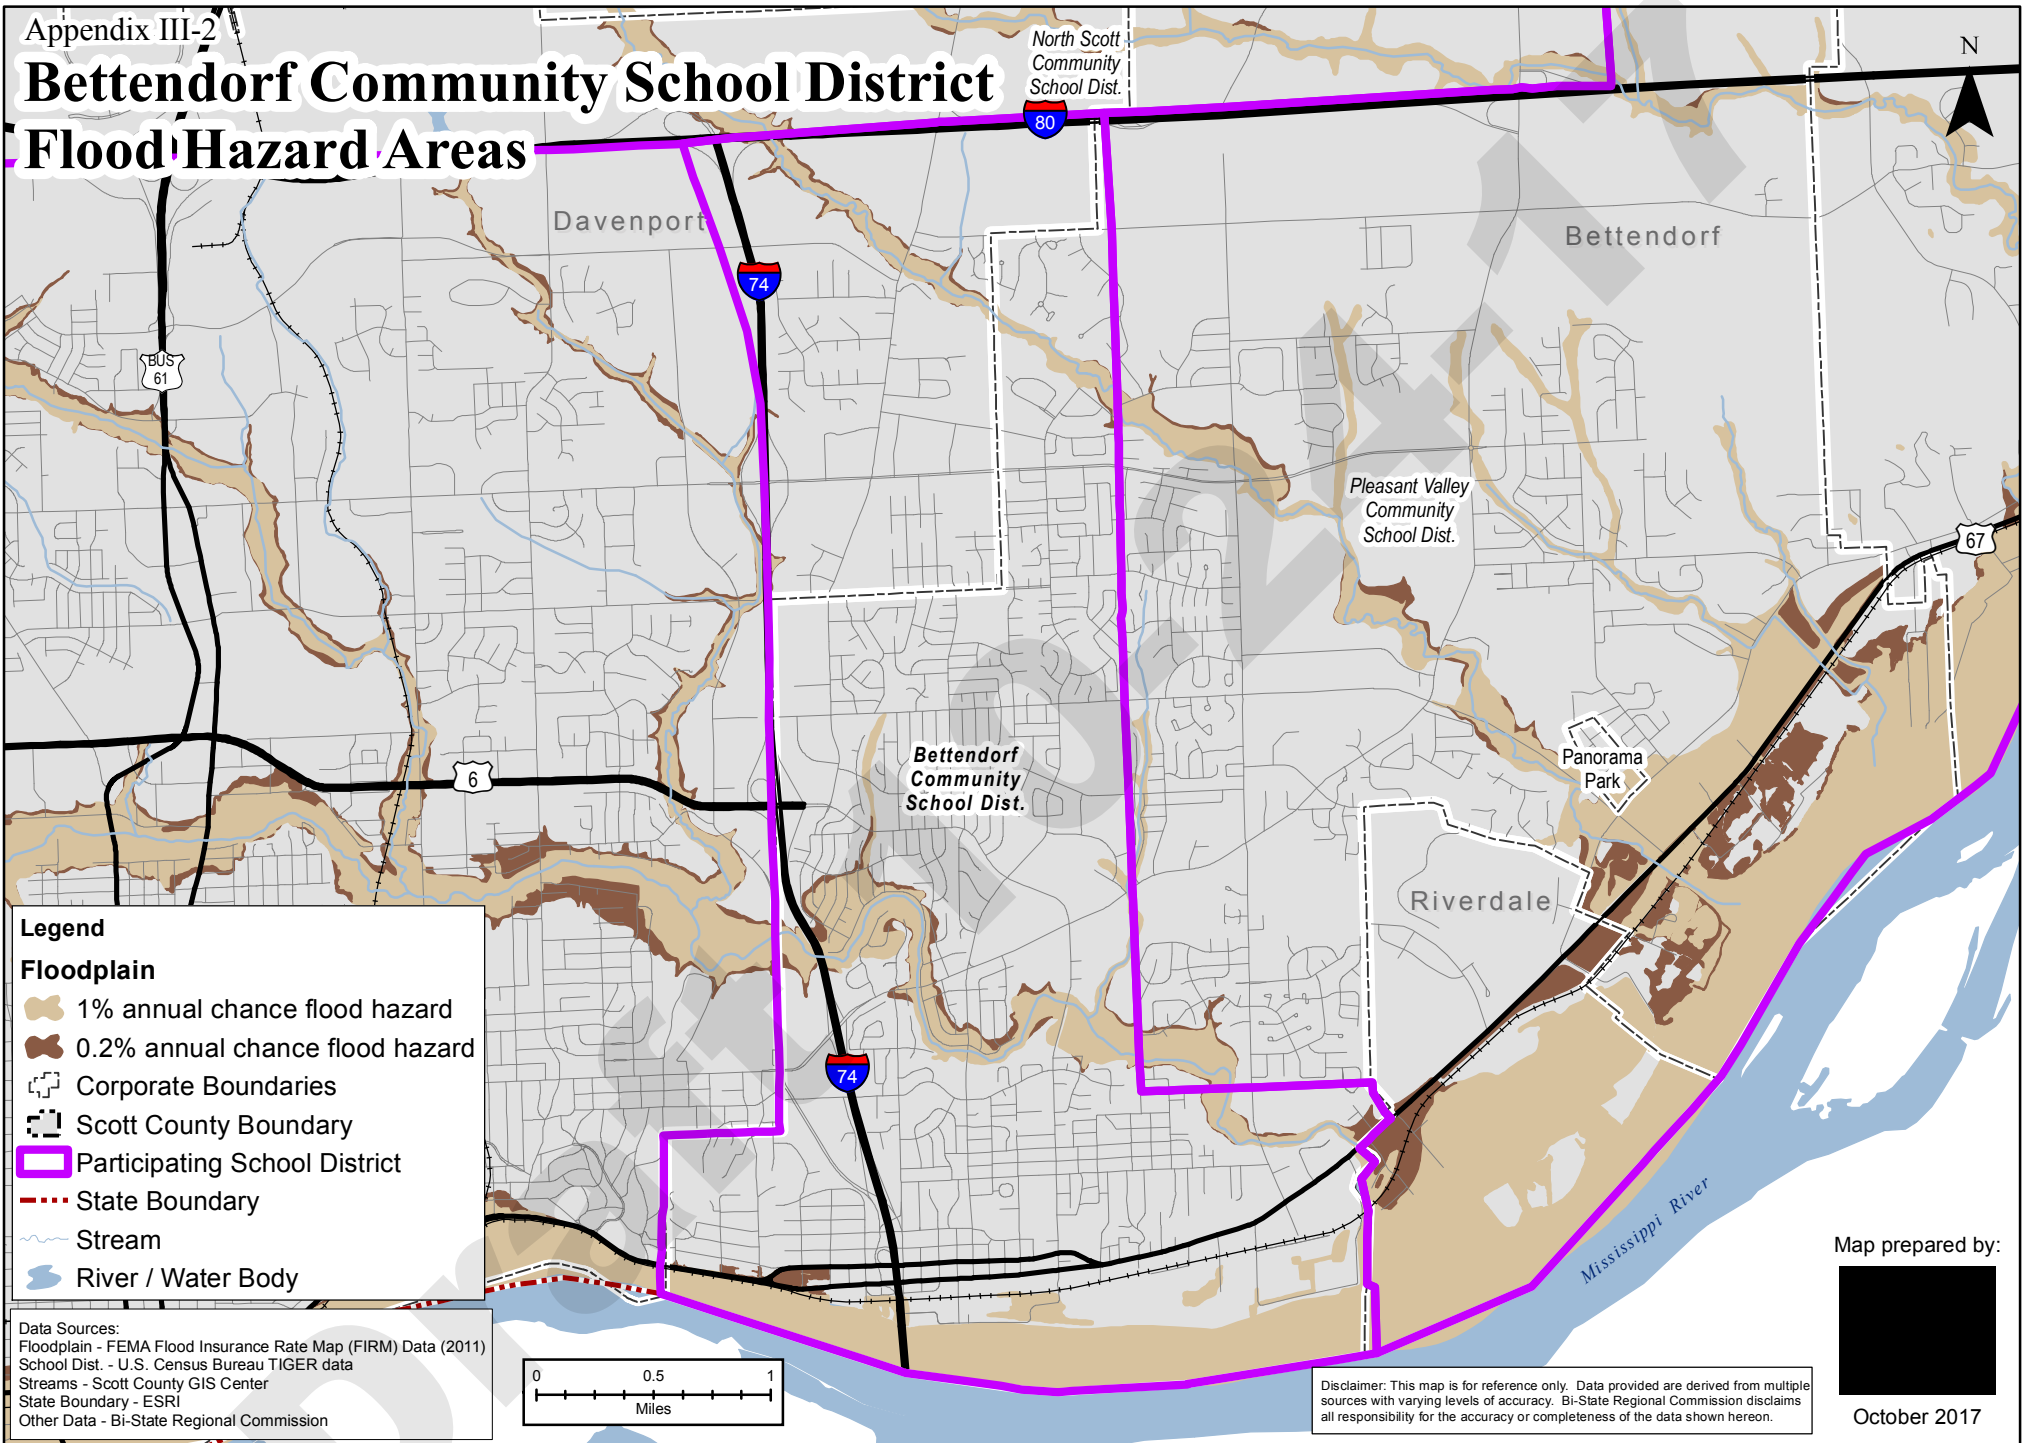 Appendix III-2
Bettendorf Community School District
Flood Hazard Areas
North Scott
Community
School Dist.
N
80
Davenport
Bettendorf
74
BUS
61
Pleasant Valley
Community
School Dist.
67
6
Bettendorf
Community
School Dist.
Panorama
Park
Riverdale
74
Mississippi River
Draft 10-24-17
Legend
Floodplain
1% annual chance flood hazard
0.2% annual chance flood hazard
Corporate Boundaries
Scott County Boundary
Participating School District
State Boundary
Stream
River / Water Body
Data Sources:
Floodplain - FEMA Flood Insurance Rate Map (FIRM) Data (2011)
School Dist. - U.S. Census Bureau TIGER data
Streams - Scott County GIS Center
State Boundary - ESRI
Other Data - Bi-State Regional Commission
0 0.5 1
Miles
Disclaimer: This map is for reference only. Data provided are derived from multiple
sources with varying levels of accuracy. Bi-State Regional Commission disclaims
all responsibility for the accuracy or completeness of the data shown hereon.
Map prepared by:
October 2017